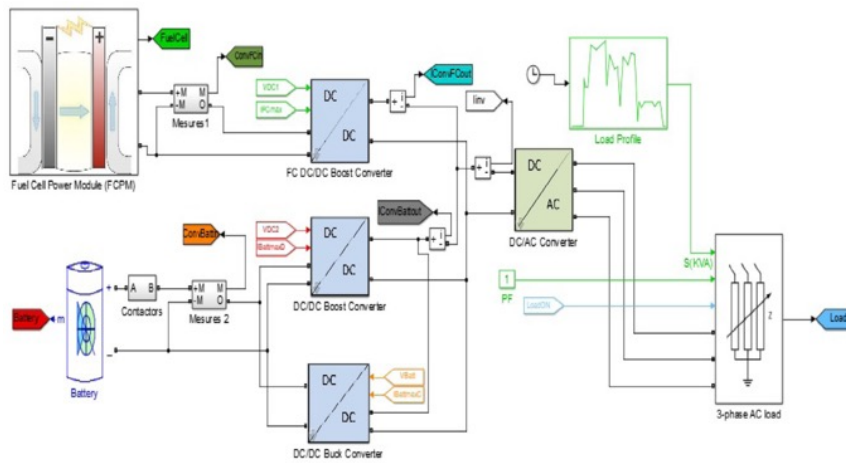 FuelCell
ConvFCin
+M M
-M O
Mesures1
Fuel Cell Power Module (FCPM)
VDC1
DC
DC
FC DC/DC Boost Converter
IConvFCout
+ i
-
Iinv
Load Profile
+ i
-
DC
AC
DC/AC Converter
ConvBattin
VDC2
IBattmaxD
DC
DC
DC/DC Boost Converter
IConvBattout
+ i
-
S(KVA)
1
PF
LoadON
Z
Load
3-phase AC load
Battery
m
+
−
Battery
A B
Contactors
+M M
-M O
Mesures 2
DC
DC
DC/DC Buck Converter
VBatt
IBattmaxC